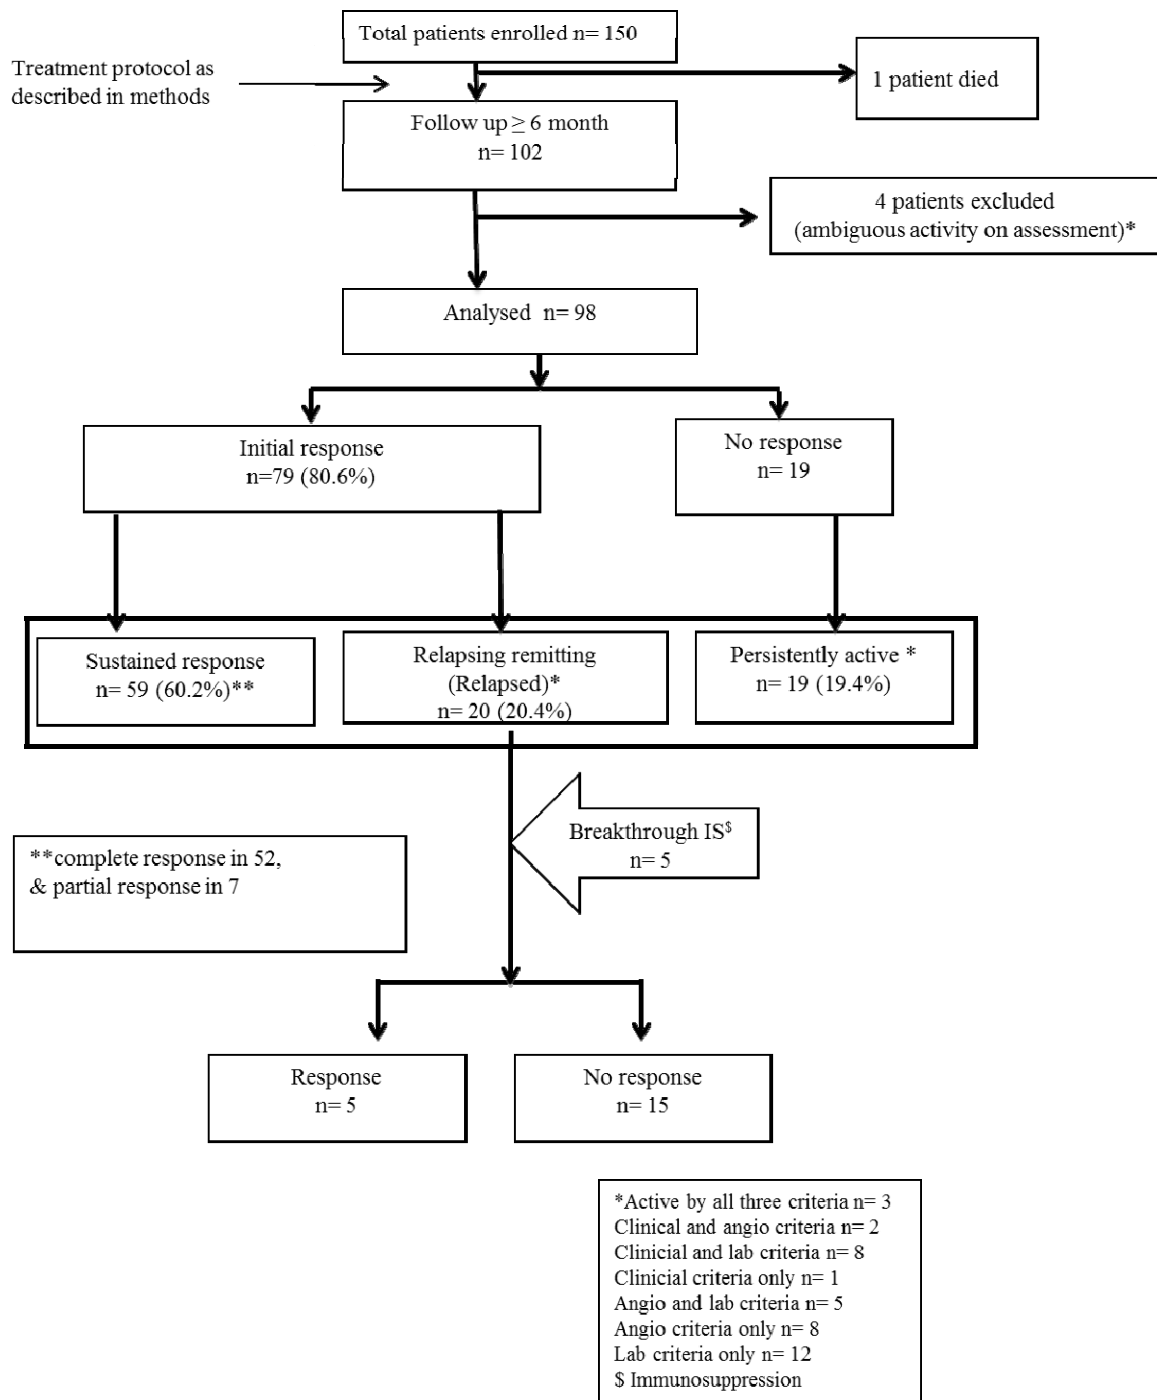 Total patients enrolled n= 150
Treatment protocol as
described in methods
1 patient died
Follow up ≥ 6 month
n= 102
4 patients excluded
(ambiguous activity on assessment)*
Analysed n= 98
Initial response
n=79 (80.6%)
No response
n= 19
Sustained response
n= 59 (60.2%)**
Relapsing remitting
(Relapsed)*
n= 20 (20.4%)
Persistently active *
n= 19 (19.4%)
Breakthrough IS$
n= 5
**complete response in 52,
& partial response in 7
Response
n= 5
No response
n= 15
*Active by all three criteria n= 3
Clinical and angio criteria n= 2
Clinicial and lab criteria n= 8
Clinicial criteria only n= 1
Angio and lab criteria n= 5
Angio criteria only n= 8
Lab criteria only n= 12
$ Immunosuppression